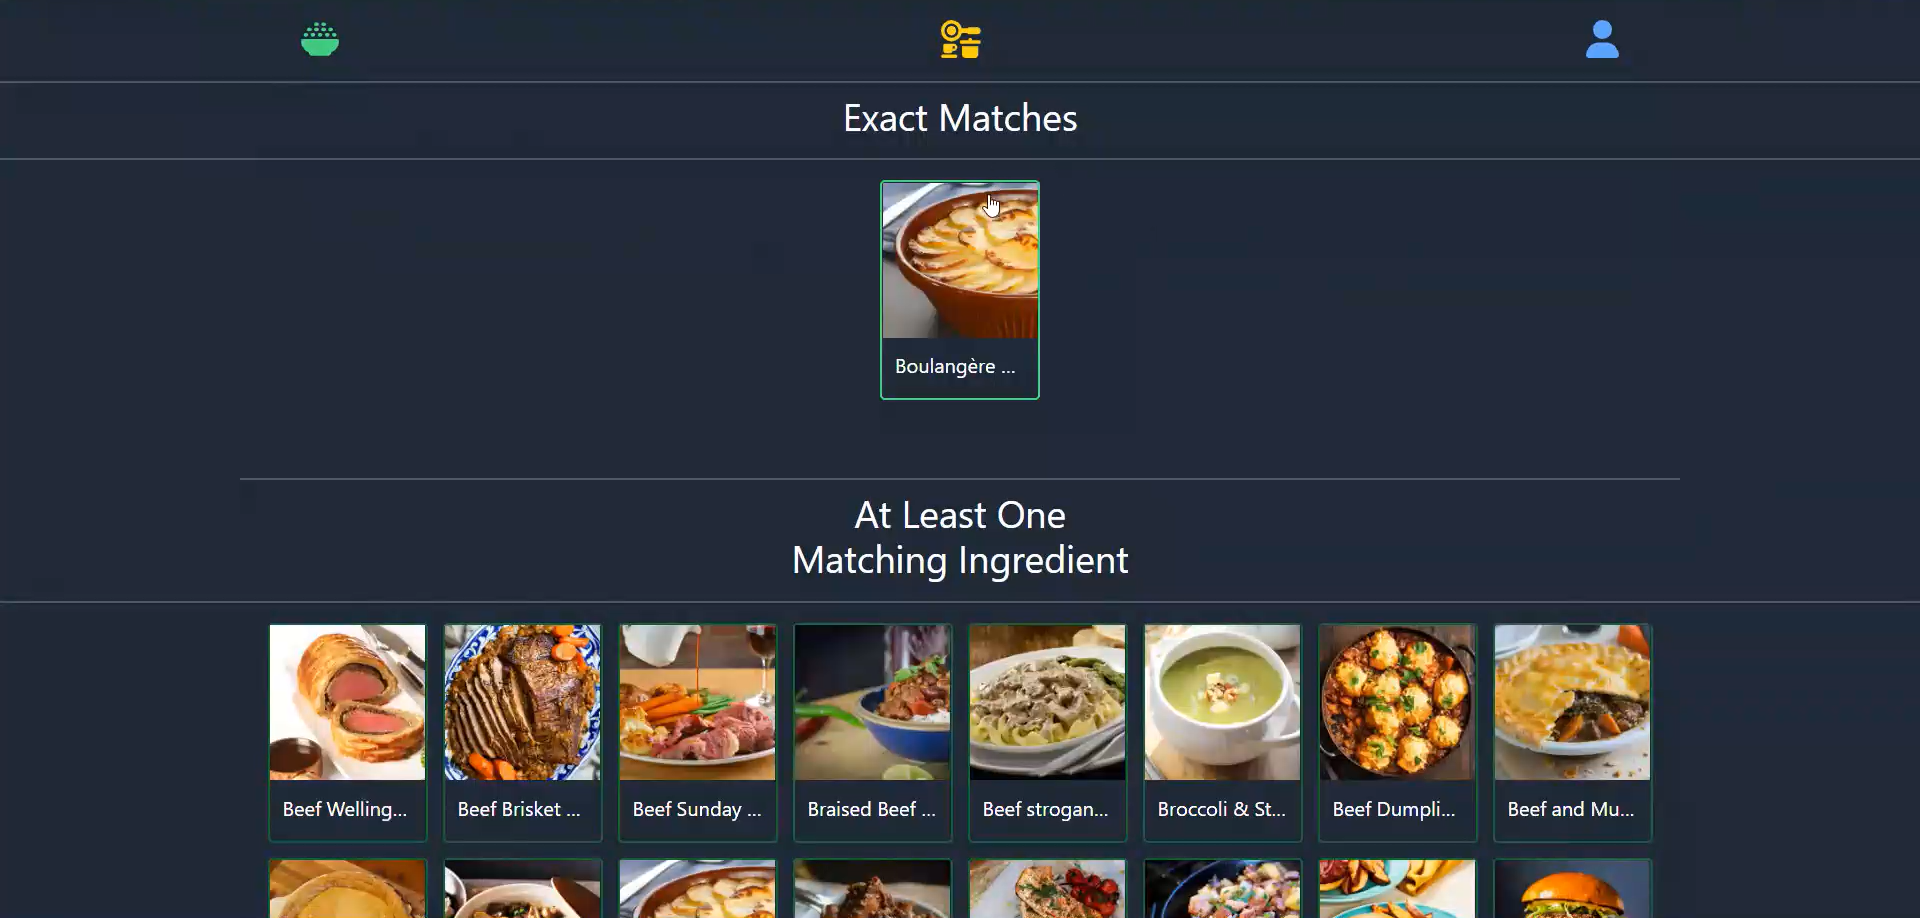 Exact Matches
Boulangère ...
At Least One
Matching Ingredient
Beef Welling...
Beef Brisket ...
Beef Sunday ...
Braised Beef ...
Beef strogan...
Broccoli & St...
Beef Dumpli...
Beef and Mu...